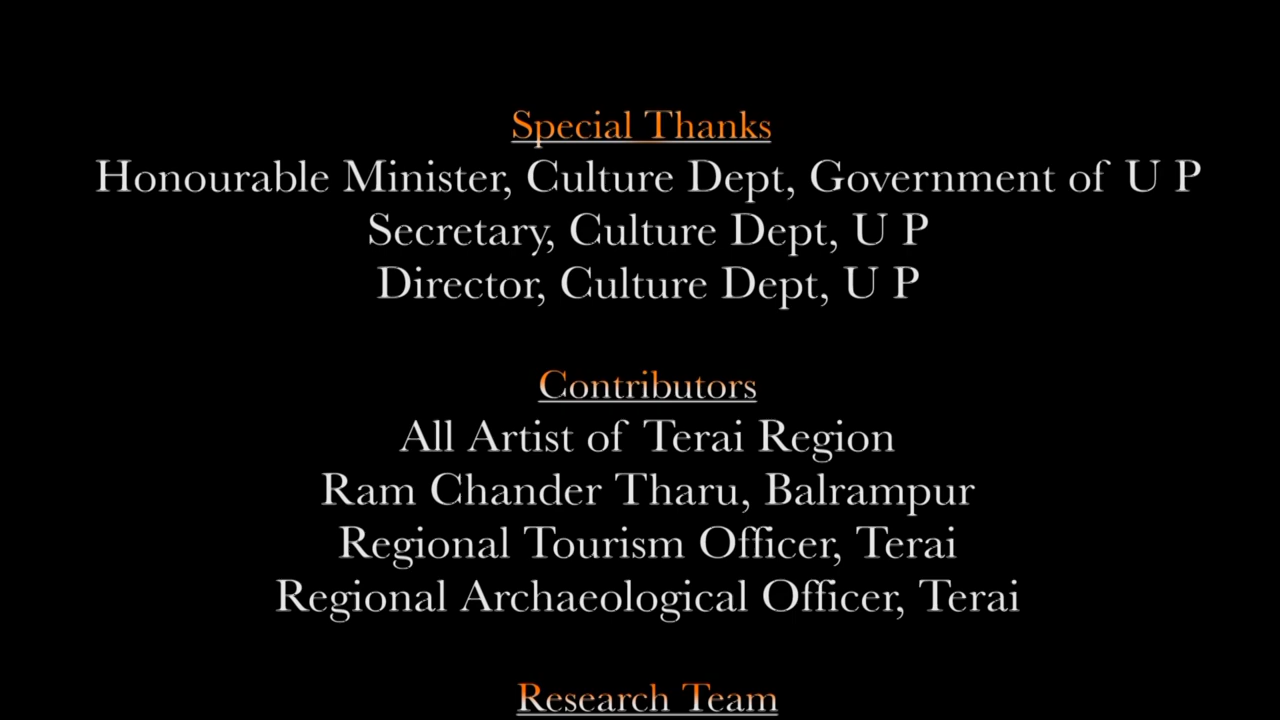 Special Thanks
Honourable Minister, Culture Dept, Government of U P
Secretary, Culture Dept, U P
Director, Culture Dept, U P
Contributors
All Artist of Terai Region
Ram Chander Tharu, Balrampur
Regional Tourism Officer, Terai
Regional Archaeological Officer, Terai
Research Team